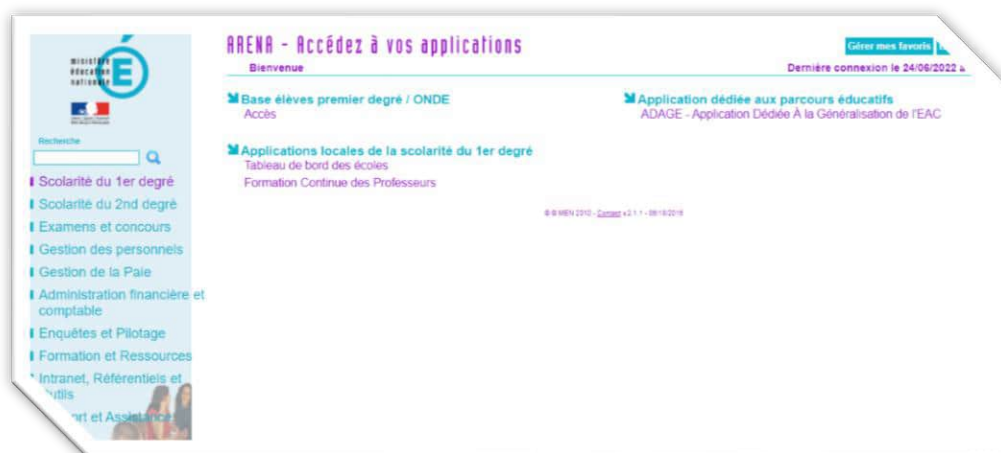 ministère
éducation
nationale
Recherche
Scolarité du 1er degré
Scolarité du 2nd degré
Examens et concours
Gestion des personnels
Gestion de la Paie
Administration financière et
comptable
Enquêtes et Pilotage
Formation et Ressources
Intranet, Référentiels et
ort et Assistance
ARENA - Accédez à vos applications
Gérer mes favoris
Bienvenue
Dernière connexion le 24/06/2022 à
Base élèves premier degré / ONDE
Accès
Application dédiée aux parcours éducatifs
ADAGE - Application Dédiée À la Généralisation de l'EAC
Applications locales de la scolarité du 1er degré
Tableau de bord des écoles
Formation Continue des Professeurs